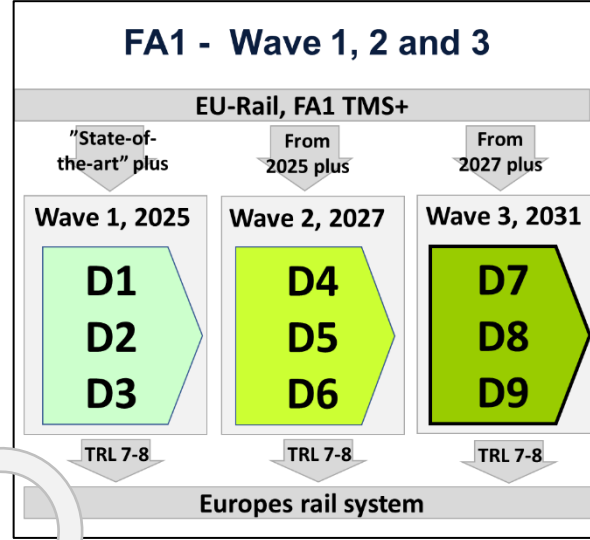 FA1 - Wave 1, 2 and 3
EU-Rail, FA1 TMS+
”State-of-
the-art” plus
From
2025 plus
From
2027 plus
Wave 1, 2025
D1
D2
D3
Wave 2, 2027
D4
D5
D6
Wave 3, 2031
D7
D8
D9
TRL 7-8
TRL 7-8
TRL 7-8
Europes rail system